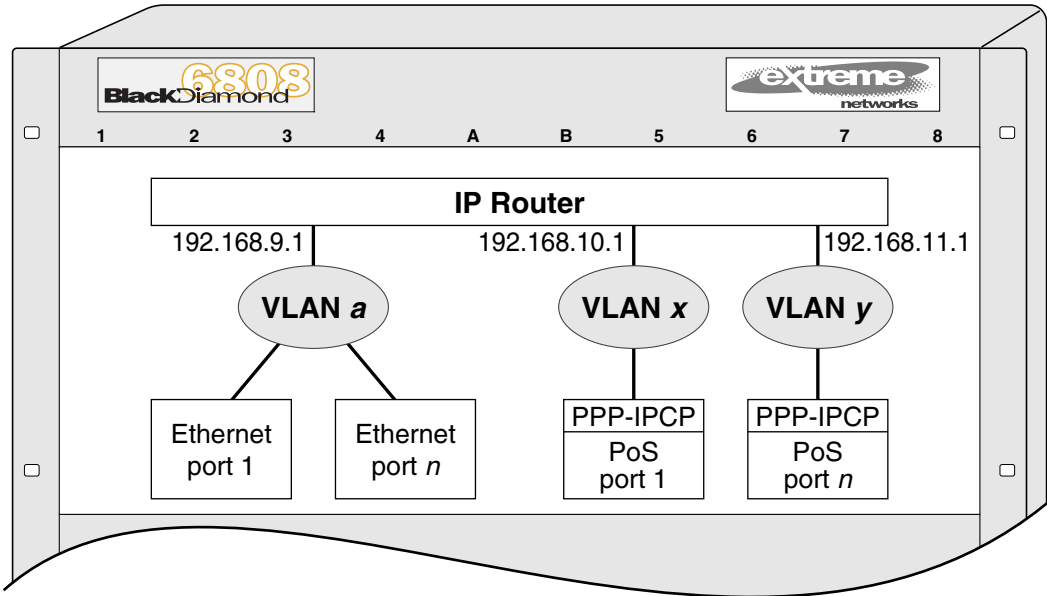 6808
BlackDiamond
extreme
networks
1 2 3 4 A B 5 6 7 8
IP Router
192.168.9.1 192.168.10.1 192.168.11.1
VLAN a VLAN x VLAN y
Ethernet port 1
Ethernet port n
PPP-IPCP
PoS
port 1
PPP-IPCP
PoS
port n